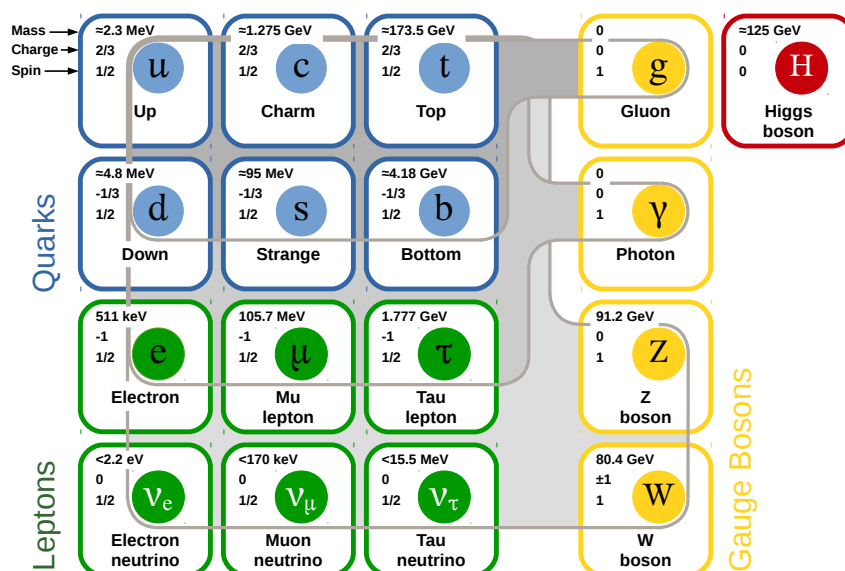 Mass
Charge
Spin
≈2.3 MeV
2/3
1/2
u
Up
≈1.275 GeV
2/3
1/2
c
Charm
≈173.5 GeV
2/3
1/2
t
Top
0
0
1
g
Gluon
≈125 GeV
0
0
H
Higgs
boson
Quarks
≈4.8 MeV
-1/3
1/2
d
Down
≈95 MeV
-1/3
1/2
s
Strange
≈4.18 GeV
-1/3
1/2
b
Bottom
0
0
1
γ
Photon
Leptons
511 keV
-1
1/2
e
Electron
105.7 MeV
-1
1/2
μ
Mu
lepton
1.777 GeV
-1
1/2
τ
Tau
lepton
91.2 GeV
0
1
Z
Z
boson
<2.2 eV
0
1/2
νe
Electron
neutrino
<170 keV
0
1/2
νμ
Muon
neutrino
<15.5 MeV
0
1/2
ντ
Tau
neutrino
80.4 GeV
±1
1
W
W
boson
Gauge Bosons